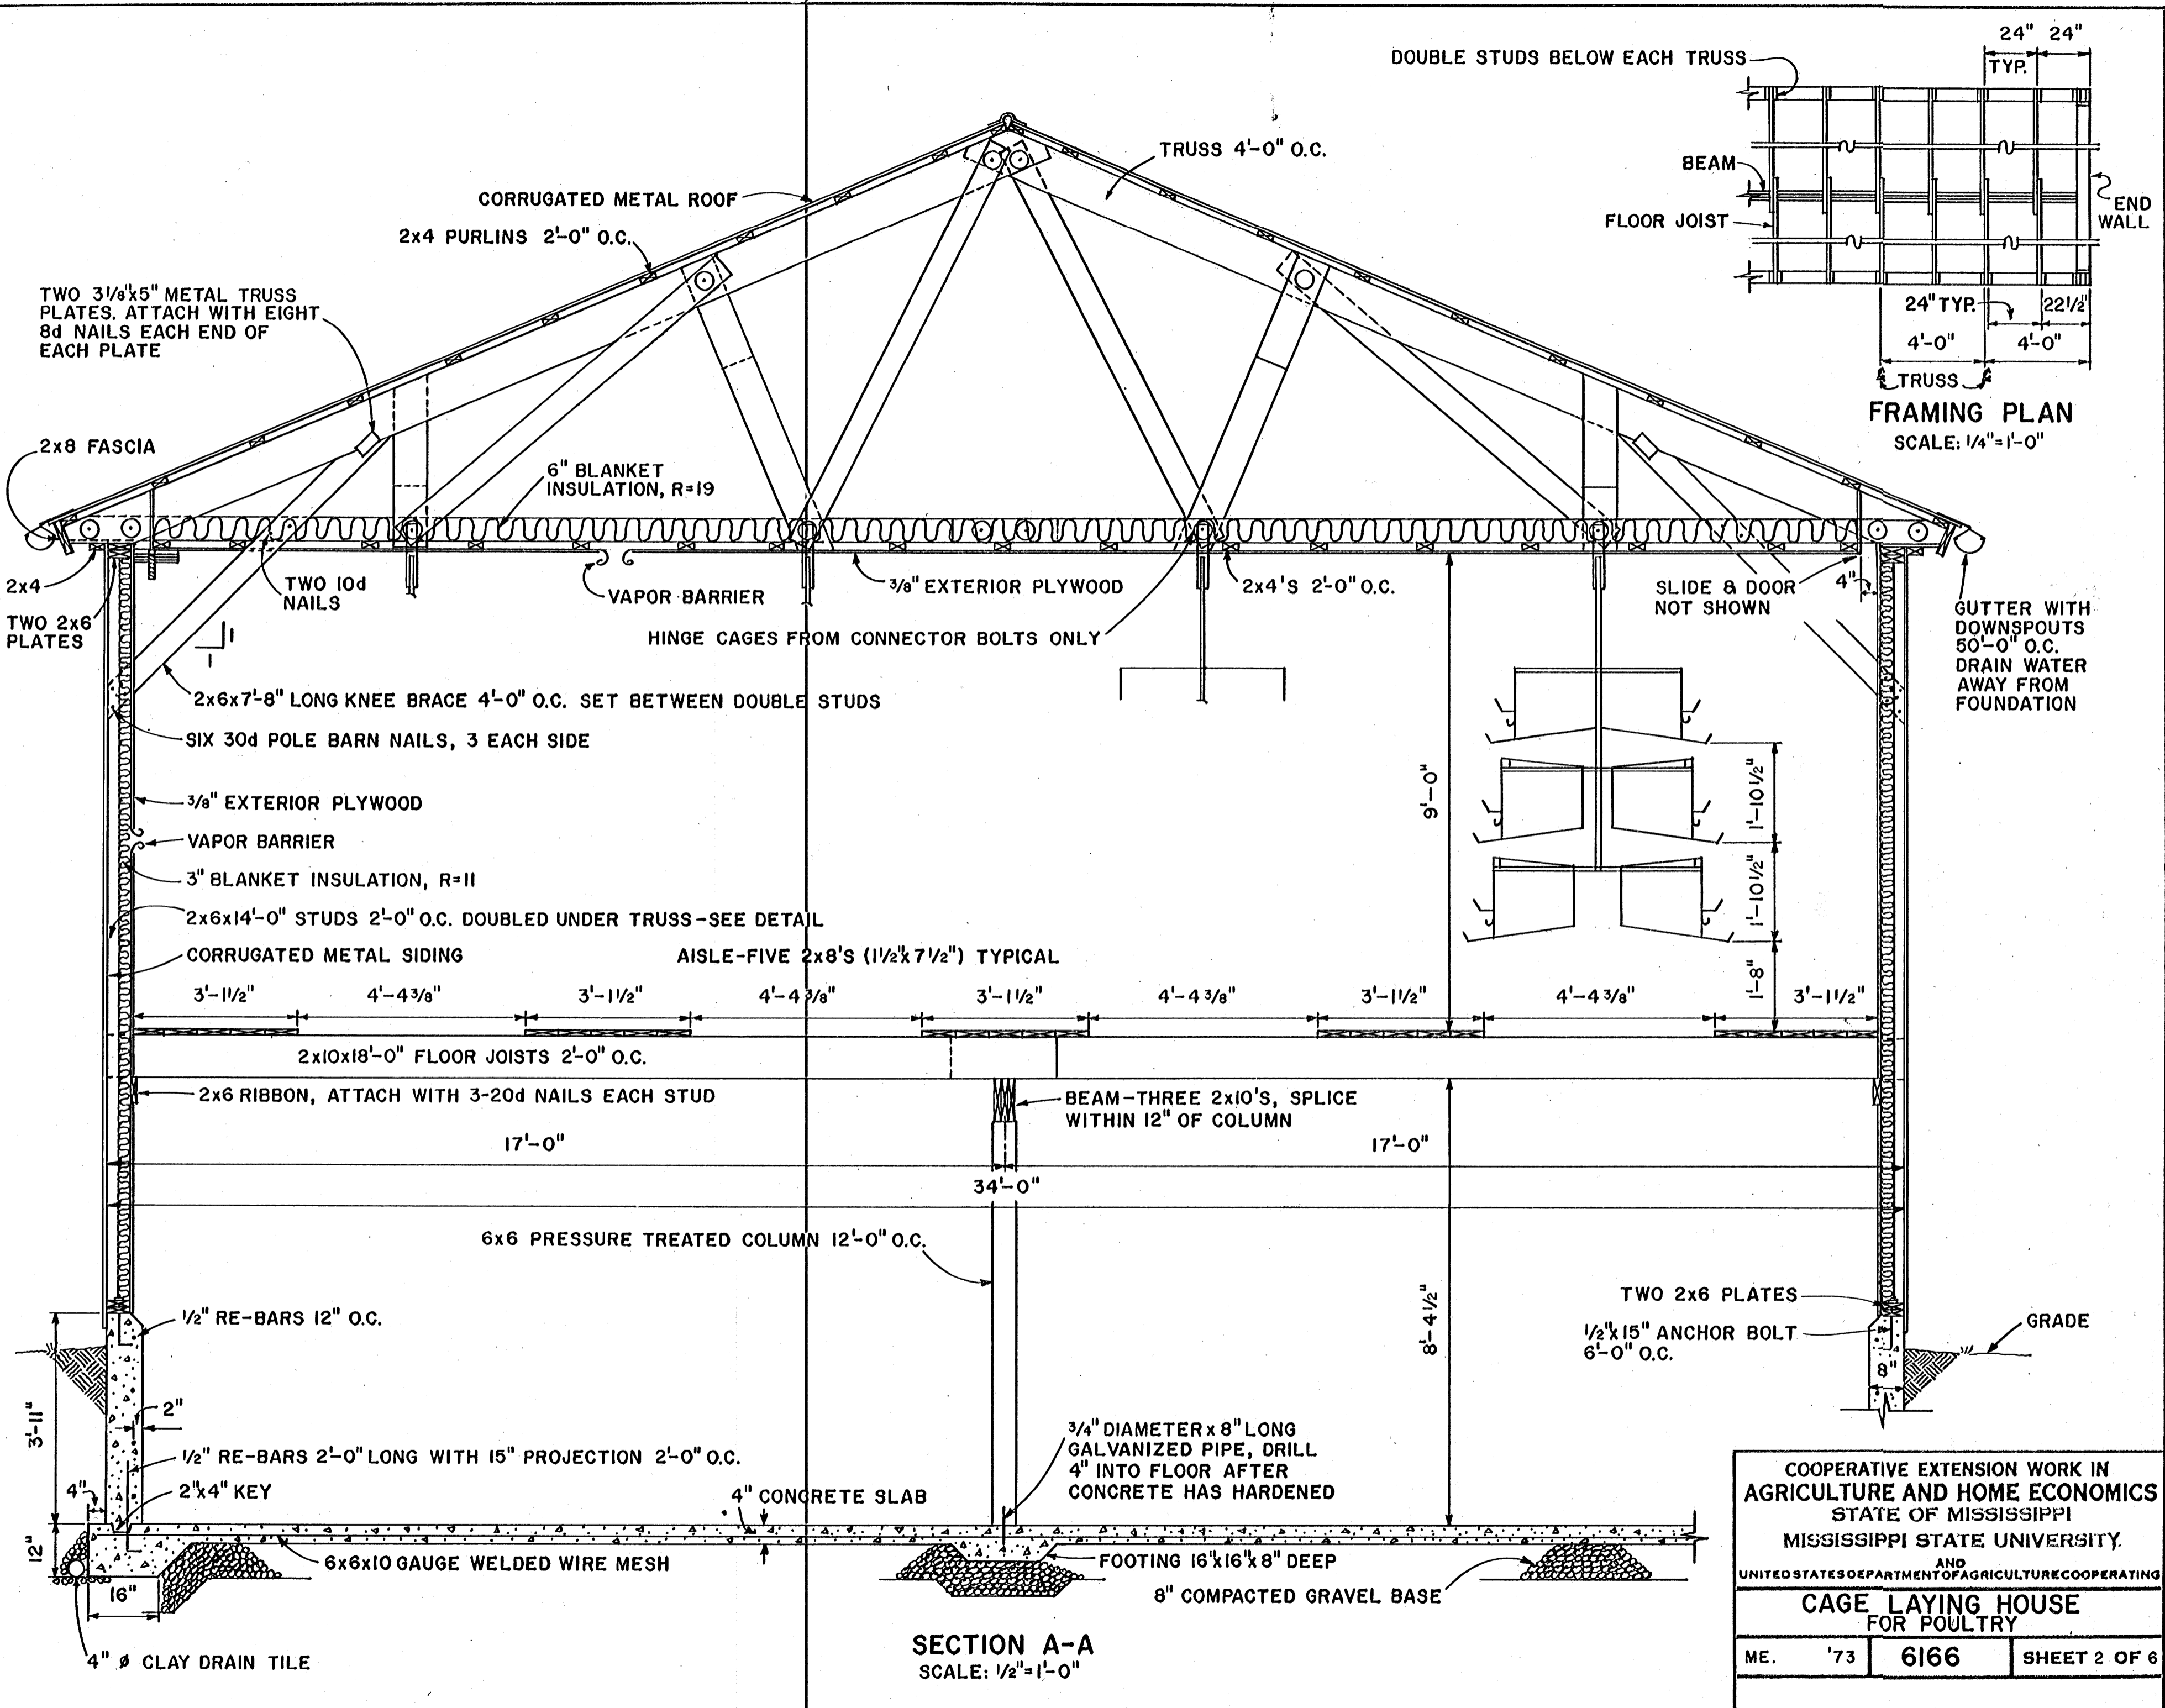 DOUBLE STUDS BELOW EACH TRUSS
24" 24"
TYP.
BEAM
FLOOR JOIST
END
WALL
24" TYP.
22 1/2"
4'-0" 4'-0"
TRUSS
FRAMING PLAN
SCALE: 1/4"=1'-0"
TRUSS 4'-0" O.C.
CORRUGATED METAL ROOF
2x4 PURLINS 2'-0" O.C.
TWO 3 1/8"x5" METAL TRUSS
PLATES. ATTACH WITH EIGHT
8d NAILS EACH END OF
EACH PLATE
2x8 FASCIA
6" BLANKET
INSULATION, R=19
2x4
TWO 2x6
PLATES
TWO 10d
NAILS
1
1
VAPOR BARRIER
3/8" EXTERIOR PLYWOOD
2x4'S 2'-0" O.C.
SLIDE & DOOR
NOT SHOWN
4"
HINGE CAGES FROM CONNECTOR BOLTS ONLY
GUTTER WITH
DOWNSPOUTS
50'-0" O.C.
DRAIN WATER
AWAY FROM
FOUNDATION
2x6x7'-8" LONG KNEE BRACE 4'-0" O.C. SET BETWEEN DOUBLE STUDS
SIX 30d POLE BARN NAILS, 3 EACH SIDE
3/8" EXTERIOR PLYWOOD
VAPOR BARRIER
3" BLANKET INSULATION, R=11
2x6x14'-0" STUDS 2'-0" O.C. DOUBLED UNDER TRUSS-SEE DETAIL
CORRUGATED METAL SIDING
AISLE-FIVE 2x8'S (1 1/2"x 7 1/2") TYPICAL
9'-0"
1'-10 1/2"
1'-10 1/2"
1'-8"
3'-1 1/2" 4'-4 3/8" 3'-1 1/2" 4'-4 3/8" 3'-1 1/2" 4'-4 3/8" 3'-1 1/2" 4'-4 3/8" 3'-1 1/2"
2x10x18'-0" FLOOR JOISTS 2'-0" O.C.
2x6 RIBBON, ATTACH WITH 3-20d NAILS EACH STUD
BEAM-THREE 2x10'S, SPLICE
WITHIN 12" OF COLUMN
17'-0" 17'-0"
34'-0"
6x6 PRESSURE TREATED COLUMN 12'-0" O.C.
8'-4 1/2"
TWO 2x6 PLATES
1/2"x 15" ANCHOR BOLT
6'-0" O.C.
GRADE
8"
1/2" RE-BARS 12" O.C.
3'-11"
2"
1/2" RE-BARS 2'-0" LONG WITH 15" PROJECTION 2'-0" O.C.
4"
2"x4" KEY
4" CONCRETE SLAB
3/4" DIAMETER x 8" LONG
GALVANIZED PIPE, DRILL
4" INTO FLOOR AFTER
CONCRETE HAS HARDENED
12"
6x6x10 GAUGE WELDED WIRE MESH
FOOTING 16"x16"x 8" DEEP
16"
8" COMPACTED GRAVEL BASE
4" ø CLAY DRAIN TILE
SECTION A-A
SCALE: 1/2"=1'-0"
COOPERATIVE EXTENSION WORK IN
AGRICULTURE AND HOME ECONOMICS
STATE OF MISSISSIPPI
MISSISSIPPI STATE UNIVERSITY.
AND
UNITED STATES DEPARTMENT OF AGRICULTURE COOPERATING
CAGE LAYING HOUSE
FOR POULTRY
ME. '73 6166 SHEET 2 OF 6